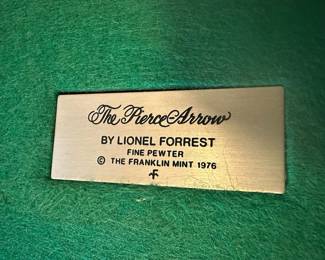 The Pierce Arrow
BY LIONEL FORREST
FINE PEWTER
© THE FRANKLIN MINT 1976